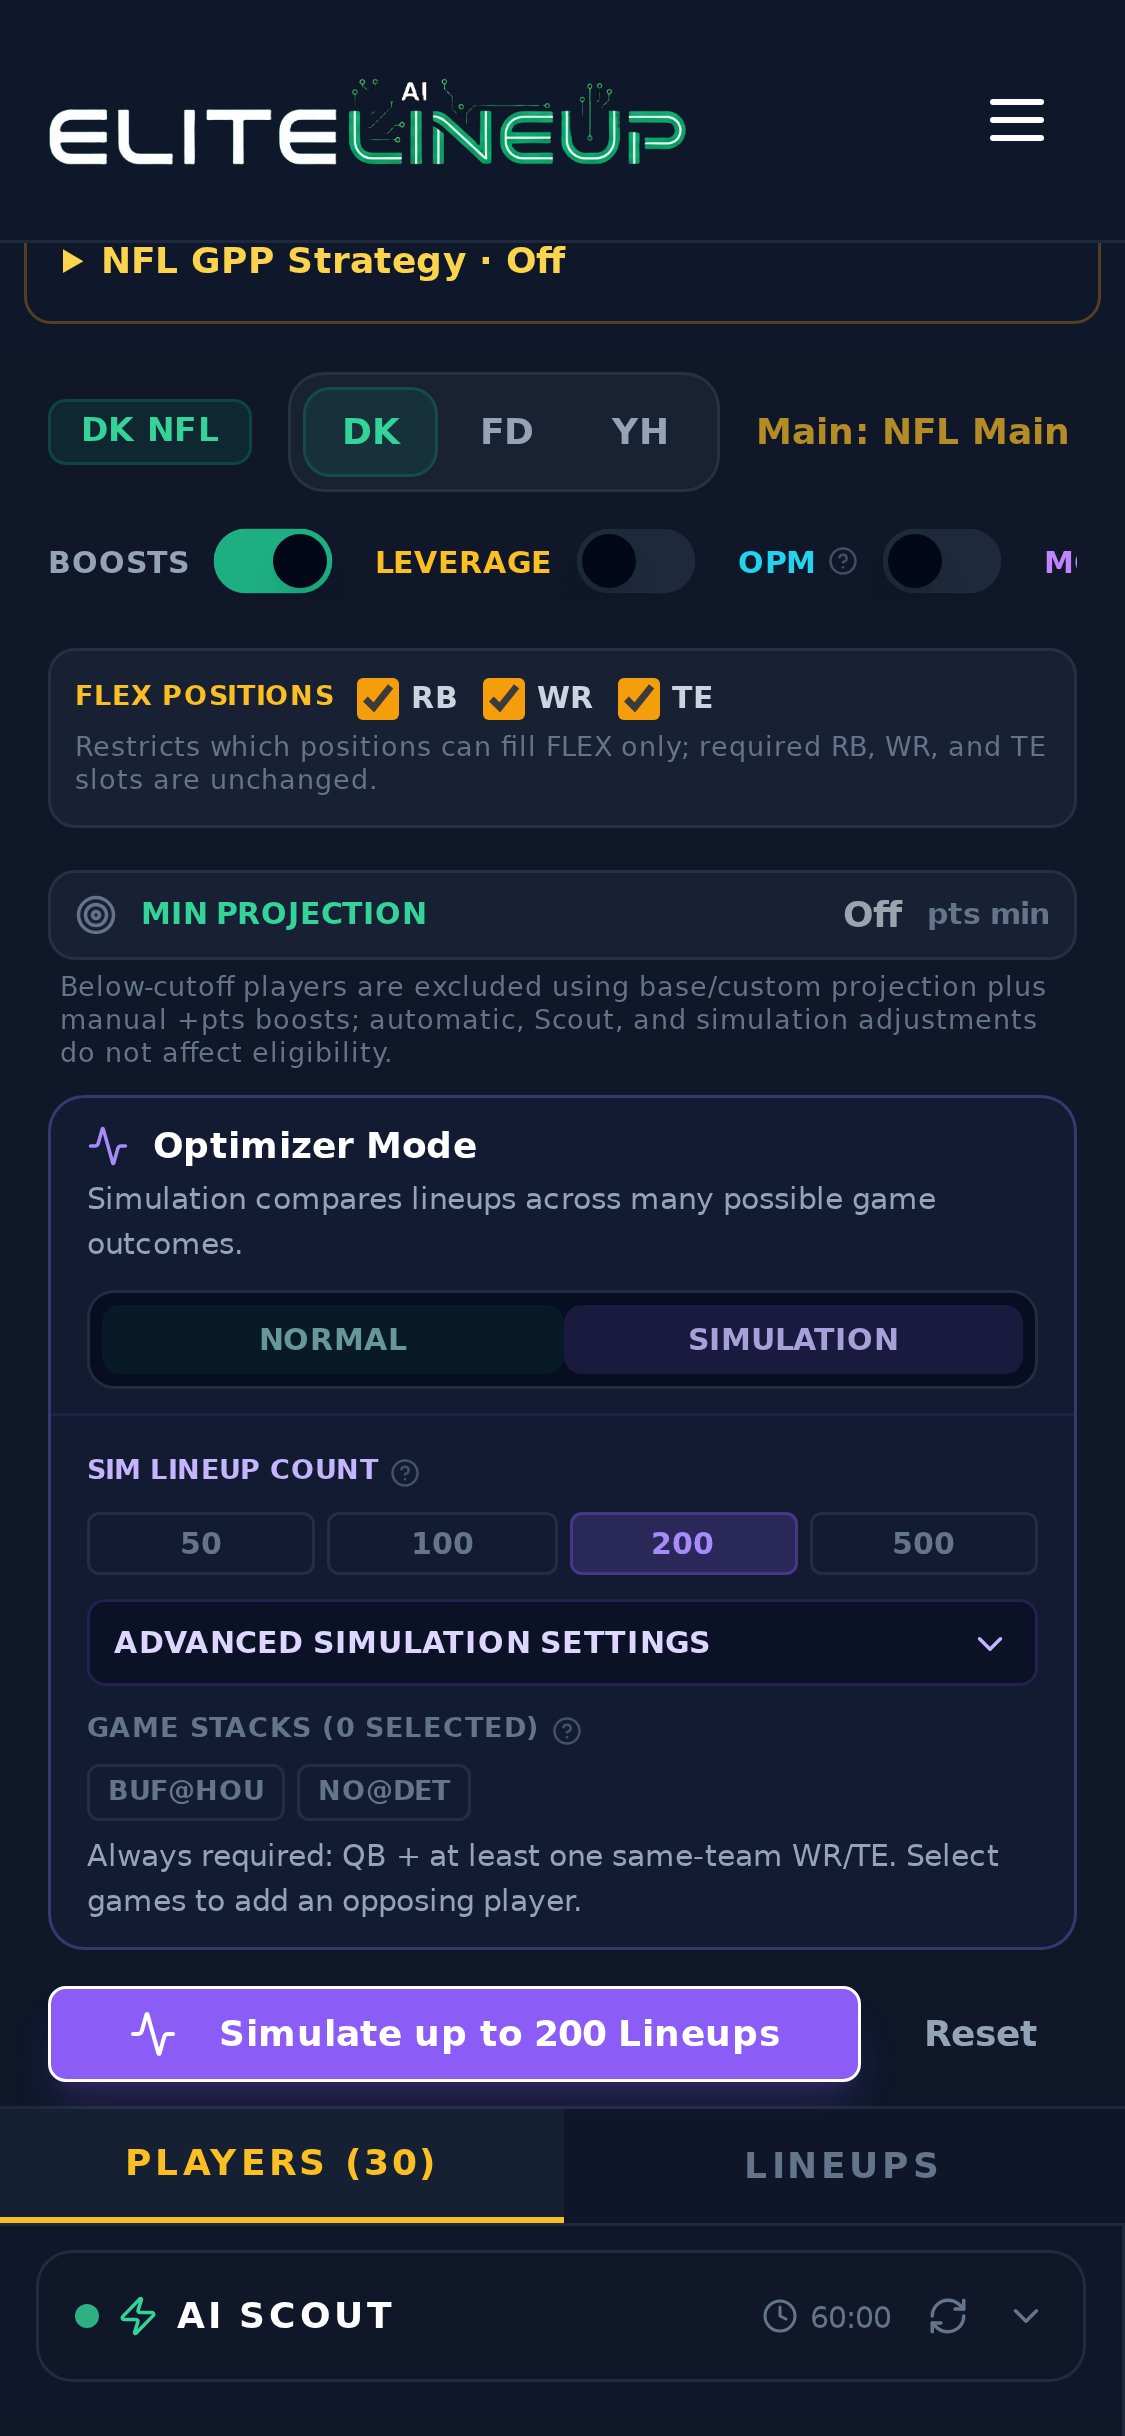 AI
ELITELINEUP
NFL GPP Strategy · Off
DK NFL
DK
FD
YH
Main: NFL Main
BOOSTS
LEVERAGE
OPM
FLEX POSITIONS
RB
WR
TE
Restricts which positions can fill FLEX only; required RB, WR, and TE
slots are unchanged.
MIN PROJECTION
Off
pts min
Below-cutoff players are excluded using base/custom projection plus
manual +pts boosts; automatic, Scout, and simulation adjustments
do not affect eligibility.
Optimizer Mode
Simulation compares lineups across many possible game
outcomes.
NORMAL
SIMULATION
SIM LINEUP COUNT
50
100
200
500
ADVANCED SIMULATION SETTINGS
GAME STACKS (0 SELECTED)
BUF@HOU
NO@DET
Always required: QB + at least one same-team WR/TE. Select
games to add an opposing player.
Simulate up to 200 Lineups
Reset
PLAYERS (30)
LINEUPS
AI SCOUT
60:00